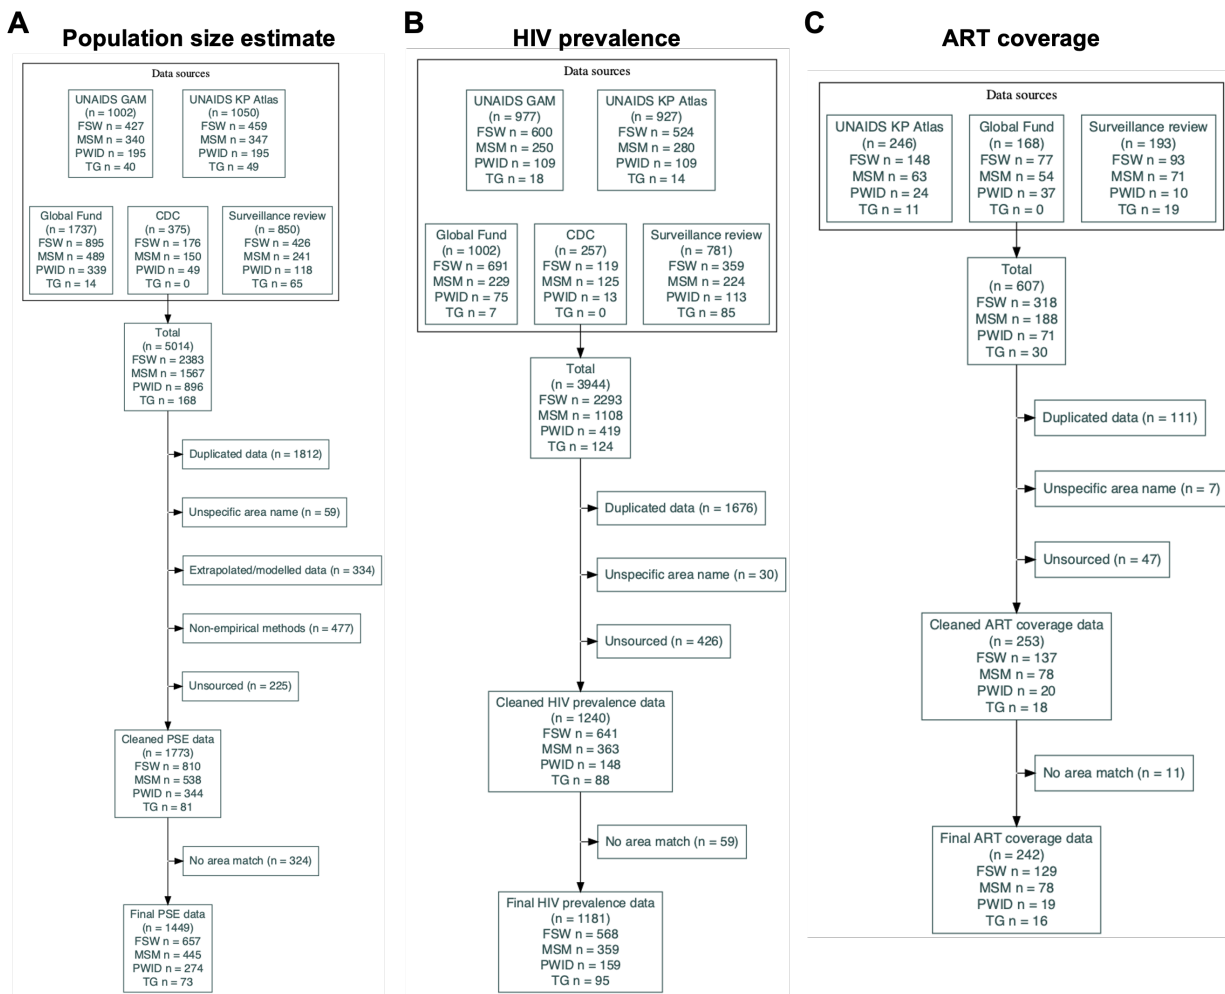 A
Population size estimate
Data sources
UNAIDS GAM
(n = 1002)
FSW n = 427
MSM n = 340
PWID n = 195
TG n = 40
UNAIDS KP Atlas
(n = 1050)
FSW n = 459
MSM n = 347
PWID n = 195
TG n = 49
Global Fund
(n = 1737)
FSW n = 895
MSM n = 489
PWID n = 339
TG n = 14
CDC
(n = 375)
FSW n = 176
MSM n = 150
PWID n = 49
TG n = 0
Surveillance review
(n = 850)
FSW n = 426
MSM n = 241
PWID n = 118
TG n = 65
Total
(n = 5014)
FSW n = 2383
MSM n = 1567
PWID n = 896
TG n = 168
Duplicated data (n = 1812)
Unspecific area name (n = 59)
Extrapolated/modelled data (n = 334)
Non-empirical methods (n = 477)
Unsourced (n = 225)
Cleaned PSE data
(n = 1773)
FSW n = 810
MSM n = 538
PWID n = 344
TG n = 81
No area match (n = 324)
Final PSE data
(n = 1449)
FSW n = 657
MSM n = 445
PWID n = 274
TG n = 73
B
HIV prevalence
Data sources
UNAIDS GAM
(n = 977)
FSW n = 600
MSM n = 250
PWID n = 109
TG n = 18
UNAIDS KP Atlas
(n = 927)
FSW n = 524
MSM n = 280
PWID n = 109
TG n = 14
Global Fund
(n = 1002)
FSW n = 691
MSM n = 229
PWID n = 75
TG n = 7
CDC
(n = 257)
FSW n = 119
MSM n = 125
PWID n = 13
TG n = 0
Surveillance review
(n = 781)
FSW n = 359
MSM n = 224
PWID n = 113
TG n = 85
Total
(n = 3944)
FSW n = 2293
MSM n = 1108
PWID n = 419
TG n = 124
Duplicated data (n = 1676)
Unspecific area name (n = 30)
Unsourced (n = 426)
Cleaned HIV prevalence data
(n = 1240)
FSW n = 641
MSM n = 363
PWID n = 148
TG n = 88
No area match (n = 59)
Final HIV prevalence data
(n = 1181)
FSW n = 568
MSM n = 359
PWID n = 159
TG n = 95
C
ART coverage
Data sources
UNAIDS KP Atlas
(n = 246)
FSW n = 148
MSM n = 63
PWID n = 24
TG n = 11
Global Fund
(n = 168)
FSW n = 77
MSM n = 54
PWID n = 37
TG n = 0
Surveillance review
(n = 193)
FSW n = 93
MSM n = 71
PWID n = 10
TG n = 19
Total
(n = 607)
FSW n = 318
MSM n = 188
PWID n = 71
TG n = 30
Duplicated data (n = 111)
Unspecific area name (n = 7)
Unsourced (n = 47)
Cleaned ART coverage data
(n = 253)
FSW n = 137
MSM n = 78
PWID n = 20
TG n = 18
No area match (n = 11)
Final ART coverage data
(n = 242)
FSW n = 129
MSM n = 78
PWID n = 19
TG n = 16